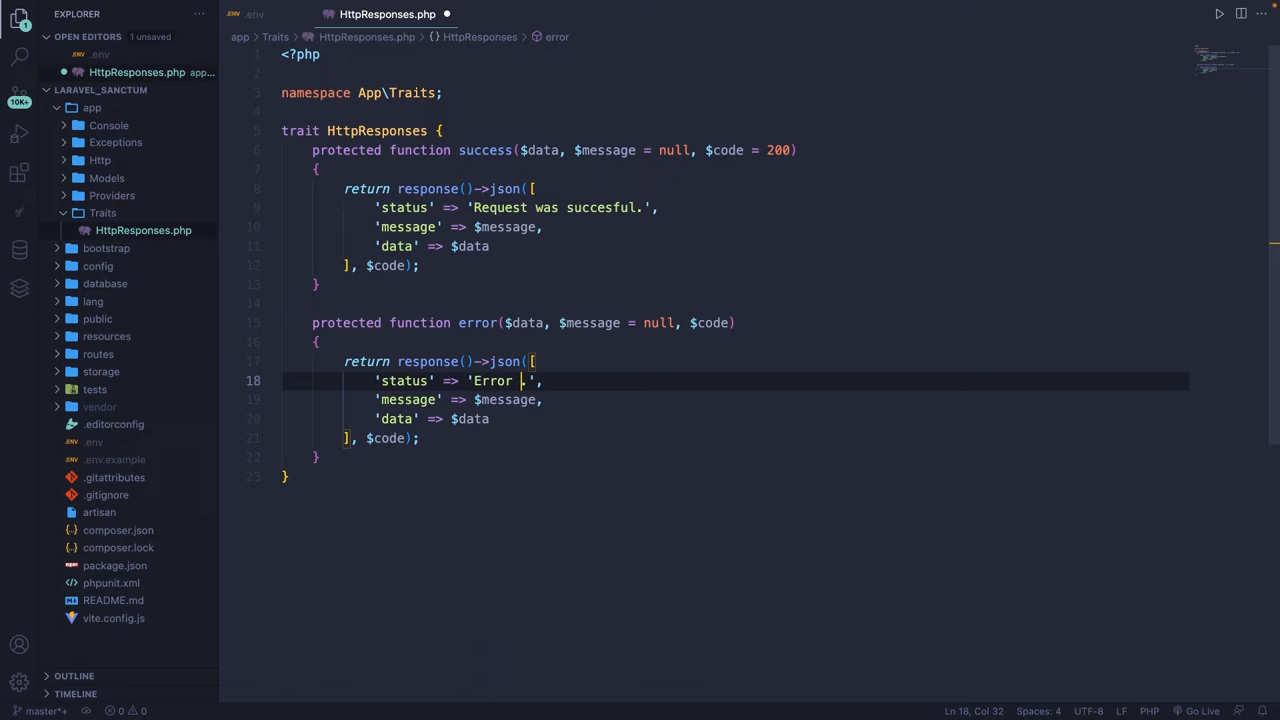 EXPLORER ···
.env HttpResponses.php
OPEN EDITORS 1 unsaved
app > Traits > HttpResponses.php > {} HttpResponses > error
.env
HttpResponses.php app...
LARAVEL_SANCTUM
app
Console
Exceptions
Http
Models
Providers
Traits
HttpResponses.php
bootstrap
config
database
lang
public
resources
routes
storage
tests
vendor
.editorconfig
.env
.env.example
.gitattributes
.gitignore
artisan
composer.json
composer.lock
package.json
phpunit.xml
README.md
vite.config.js
OUTLINE
TIMELINE
1
10K+
1 <?php
2
3 namespace App\Traits;
4
5 trait HttpResponses {
6 protected function success($data, $message = null, $code = 200)
7 {
8 return response()->json([
9 'status' => 'Request was succesful.',
10 'message' => $message,
11 'data' => $data
12 ], $code);
13 }
14
15 protected function error($data, $message = null, $code)
16 {
17 return response()->json([
18 'status' => 'Error .',
19 'message' => $message,
20 'data' => $data
21 ], $code);
22 }
23 }
master*+ 0 0 Ln 18, Col 32 Spaces: 4 UTF-8 LF PHP Go Live